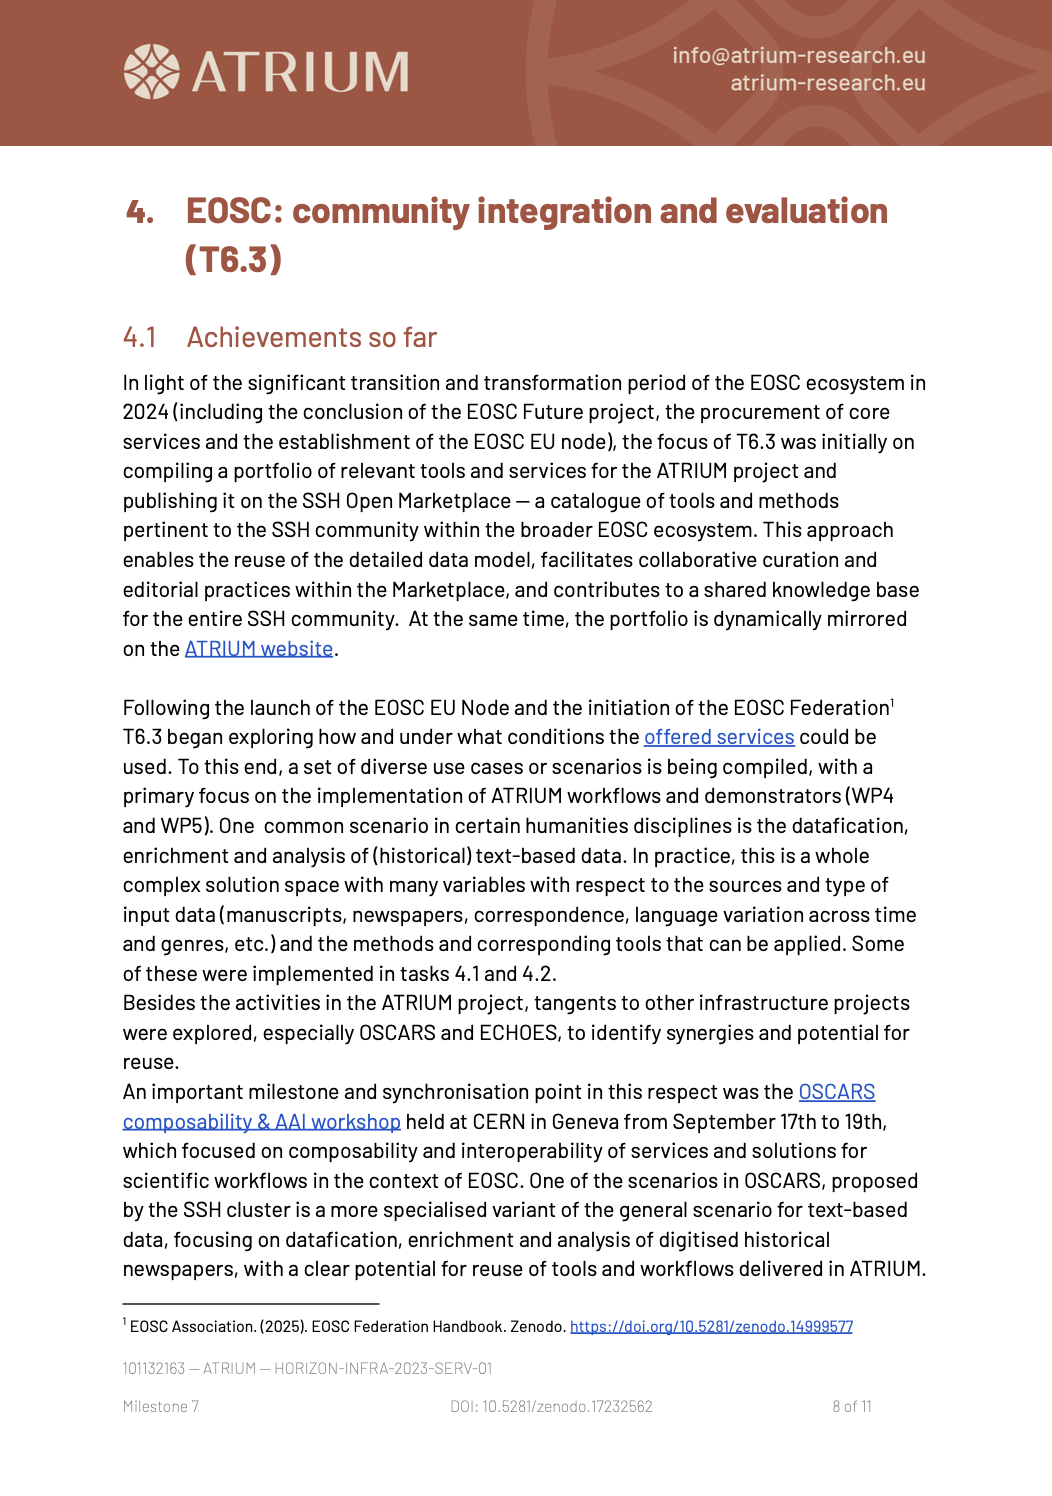 ATRIUM
info@atrium-research.eu
atrium-research.eu
4. EOSC: community integration and evaluation
(T6.3)
4.1 Achievements so far
In light of the significant transition and transformation period of the EOSC ecosystem in
2024 (including the conclusion of the EOSC Future project, the procurement of core
services and the establishment of the EOSC EU node), the focus of T6.3 was initially on
compiling a portfolio of relevant tools and services for the ATRIUM project and
publishing it on the SSH Open Marketplace — a catalogue of tools and methods
pertinent to the SSH community within the broader EOSC ecosystem. This approach
enables the reuse of the detailed data model, facilitates collaborative curation and
editorial practices within the Marketplace, and contributes to a shared knowledge base
for the entire SSH community.  At the same time, the portfolio is dynamically mirrored
on the ATRIUM website.
Following the launch of the EOSC EU Node and the initiation of the EOSC Federation¹
T6.3 began exploring how and under what conditions the offered services could be
used. To this end, a set of diverse use cases or scenarios is being compiled, with a
primary focus on the implementation of ATRIUM workflows and demonstrators (WP4
and WP5). One  common scenario in certain humanities disciplines is the datafication,
enrichment and analysis of (historical) text-based data. In practice, this is a whole
complex solution space with many variables with respect to the sources and type of
input data (manuscripts, newspapers, correspondence, language variation across time
and genres, etc.) and the methods and corresponding tools that can be applied. Some
of these were implemented in tasks 4.1 and 4.2.
Besides the activities in the ATRIUM project, tangents to other infrastructure projects
were explored, especially OSCARS and ECHOES, to identify synergies and potential for
reuse.
An important milestone and synchronisation point in this respect was the OSCARS
composability & AAI workshop held at CERN in Geneva from September 17th to 19th,
which focused on composability and interoperability of services and solutions for
scientific workflows in the context of EOSC. One of the scenarios in OSCARS, proposed
by the SSH cluster is a more specialised variant of the general scenario for text-based
data, focusing on datafication, enrichment and analysis of digitised historical
newspapers, with a clear potential for reuse of tools and workflows delivered in ATRIUM.
¹ EOSC Association. (2025). EOSC Federation Handbook. Zenodo. https://doi.org/10.5281/zenodo.14999577
101132163 — ATRIUM — HORIZON-INFRA-2023-SERV-01
Milestone 7 DOI: 10.5281/zenodo.17232562 8 of 11